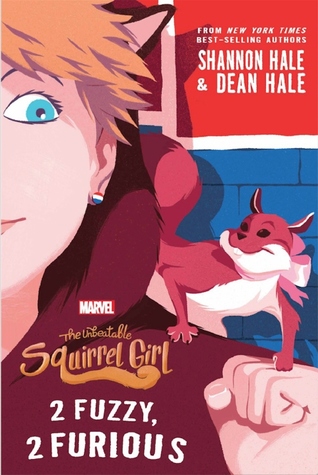 FROM NEW YORK TIMES
BEST-SELLING AUTHORS
SHANNON HALE
& DEAN HALE
MARVEL
The Unbeatable
Squirrel Girl
2 FUZZY,
2 FURIOUS